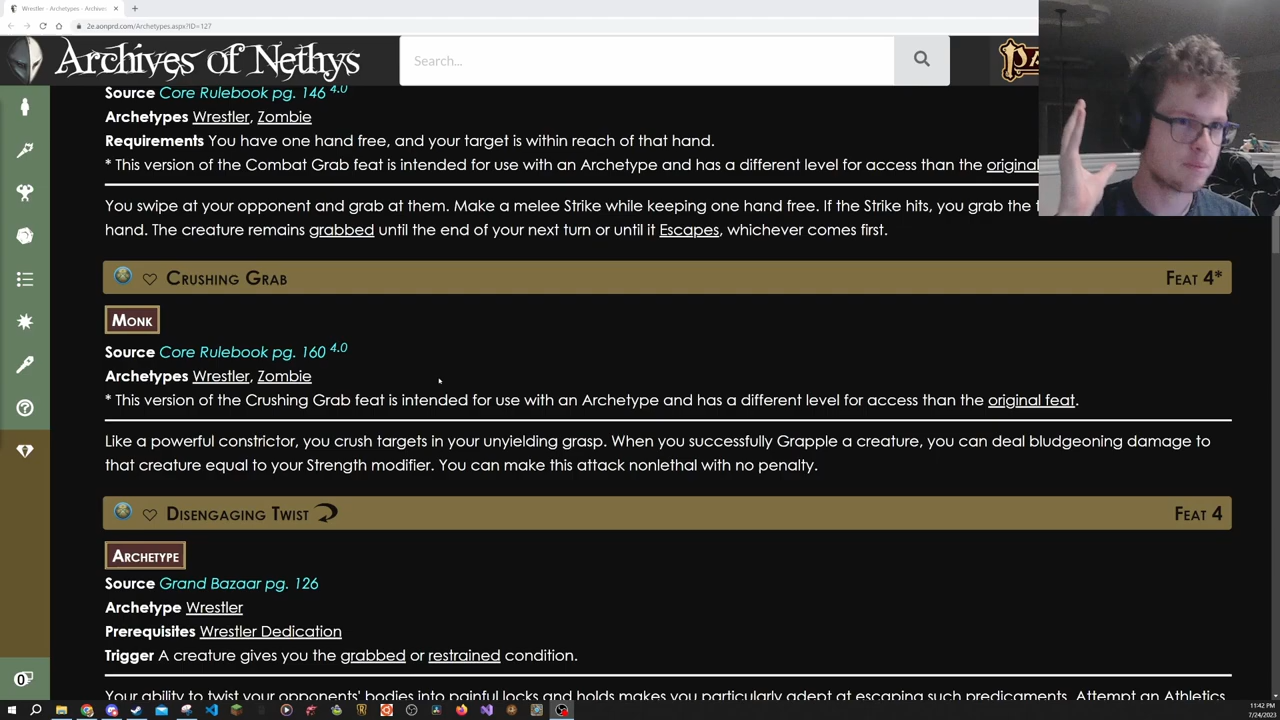 Wrestler - Archetypes - Archives
2e.aonprd.com/Archetypes.aspx?ID=127
Archives of Nethys
Search...
Source Core Rulebook pg. 146 4.0
Archetypes Wrestler, Zombie
Requirements You have one hand free, and your target is within reach of that hand.
* This version of the Combat Grab feat is intended for use with an Archetype and has a different level for access than the original
You swipe at your opponent and grab at them. Make a melee Strike while keeping one hand free. If the Strike hits, you grab the
hand. The creature remains grabbed until the end of your next turn or until it Escapes, whichever comes first.
Crushing Grab Feat 4*
Monk
Source Core Rulebook pg. 160 4.0
Archetypes Wrestler, Zombie
* This version of the Crushing Grab feat is intended for use with an Archetype and has a different level for access than the original feat.
Like a powerful constrictor, you crush targets in your unyielding grasp. When you successfully Grapple a creature, you can deal bludgeoning damage to
that creature equal to your Strength modifier. You can make this attack nonlethal with no penalty.
Disengaging Twist Feat 4
Archetype
Source Grand Bazaar pg. 126
Archetype Wrestler
Prerequisites Wrestler Dedication
Trigger A creature gives you the grabbed or restrained condition.
Your ability to twist your opponents' bodies into painful locks and holds makes you particularly adept at escaping such predicaments. Attempt an Athletics
0
11:42 PM
7/24/2023